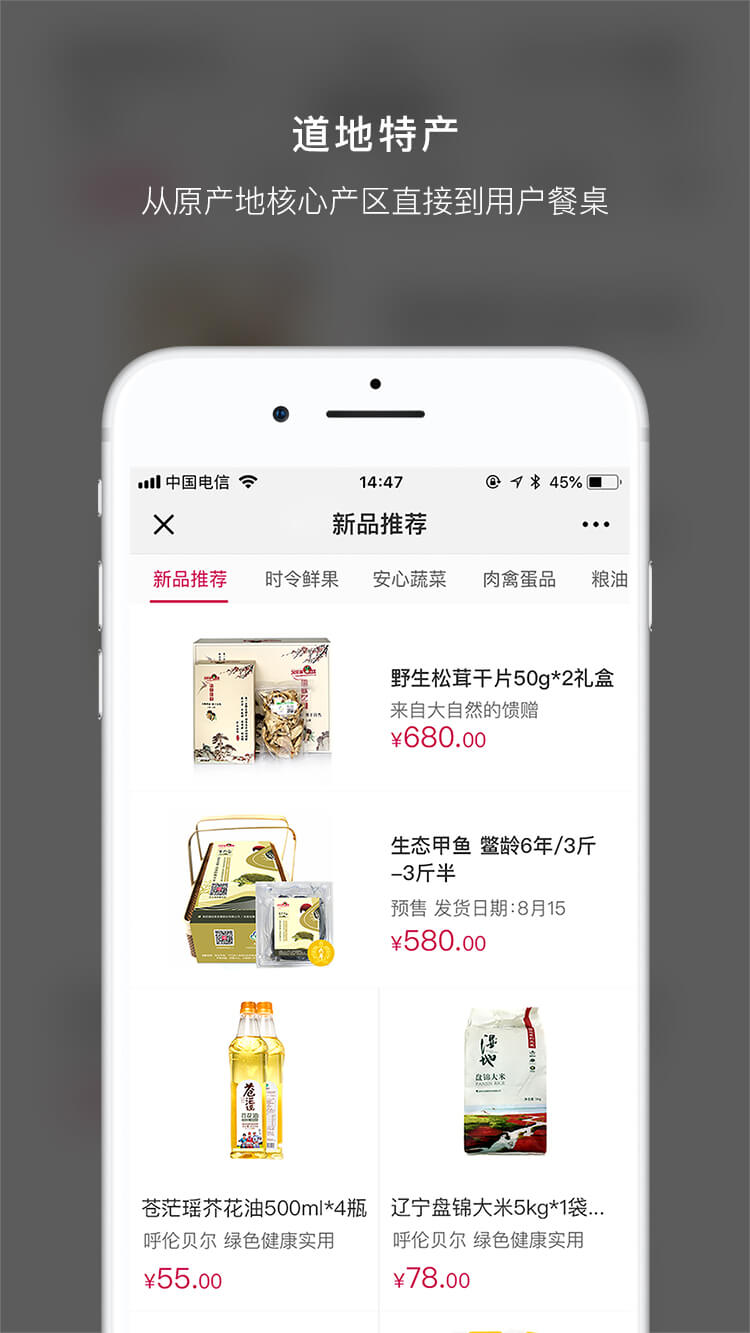 道地特产
从原产地核心产区直接到用户餐桌
中国电信
14:47
45%
新品推荐
新品推荐 时令鲜果 安心蔬菜 肉禽蛋品 粮油
野生松茸干片50g*2礼盒
来自大自然的馈赠
¥680.00
生态甲鱼 鳖龄6年/3斤
-3斤半
预售 发货日期:8月15
¥580.00
盘锦大米
PANJIN RICE
苍茫瑶芥花油500ml*4瓶
呼伦贝尔 绿色健康实用
¥55.00
辽宁盘锦大米5kg*1袋...
呼伦贝尔 绿色健康实用
¥78.00